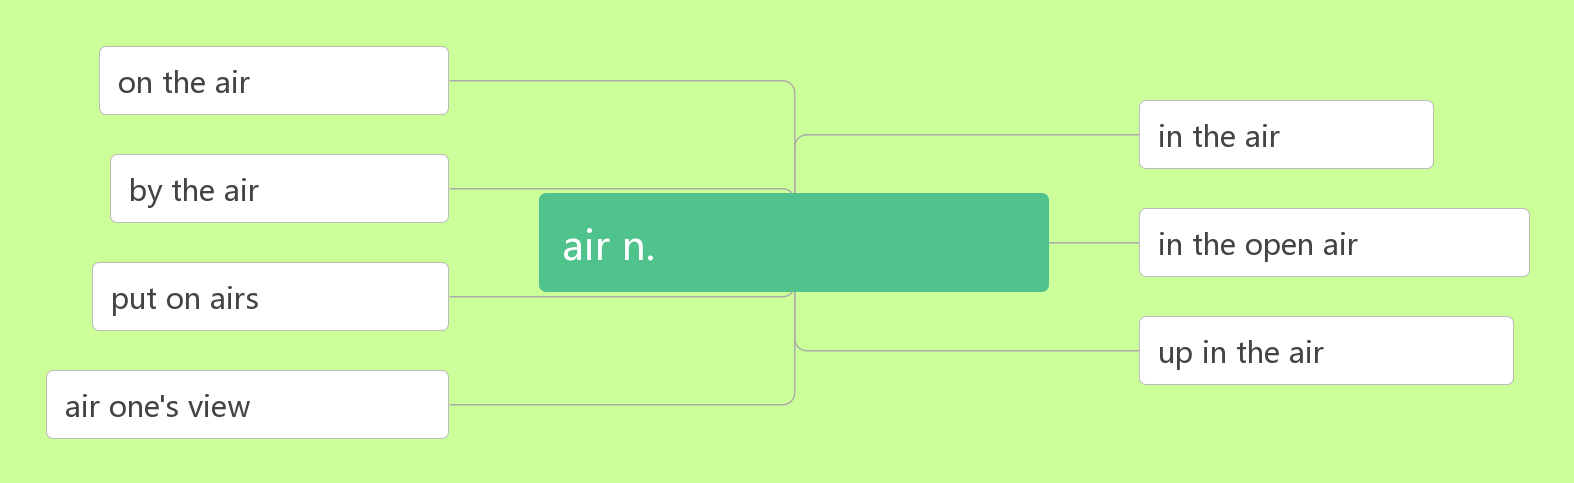 on the air
by the air
put on airs
air one's view
air n.
in the air
in the open air
up in the air